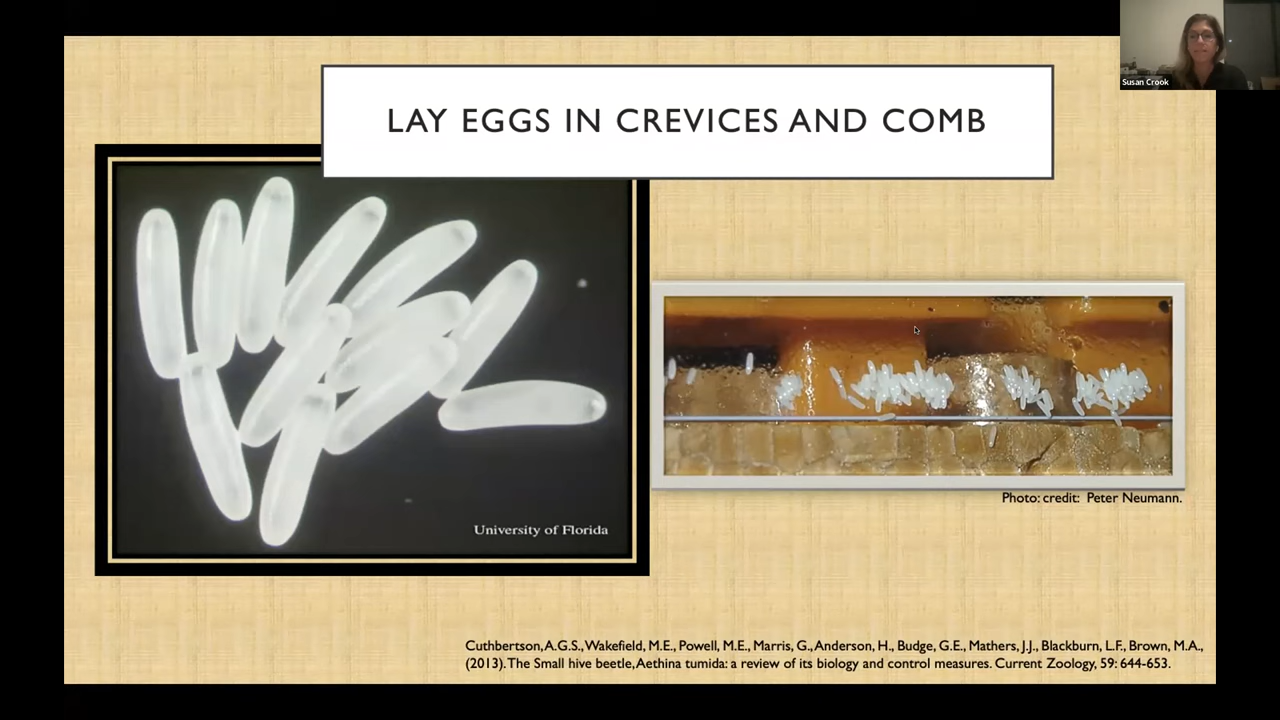 Susan Crook
LAY EGGS IN CREVICES AND COMB
University of Florida
Photo: credit: Peter Neumann.
Cuthbertson, A.G.S., Wakefield, M.E., Powell, M.E., Marris, G., Anderson, H., Budge, G.E., Mathers, J.J., Blackburn, L.F., Brown, M.A.,
(2013). The Small hive beetle, Aethina tumida: a review of its biology and control measures. Current Zoology, 59: 644-653.